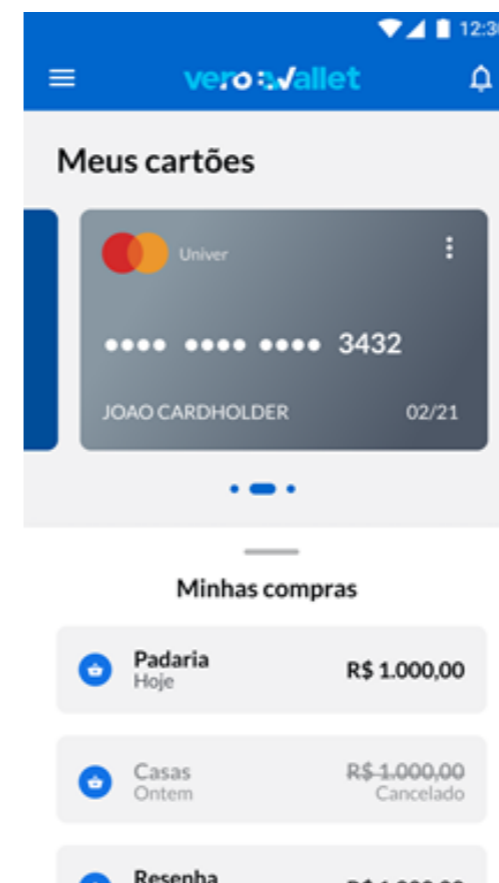 12:30
vero wallet
Meus cartões
Univer
•••• •••• •••• 3432
JOAO CARDHOLDER 02/21
Minhas compras
Padaria R$ 1.000,00
Hoje
Casas R$ 1.000,00
Ontem Cancelado
Resenha